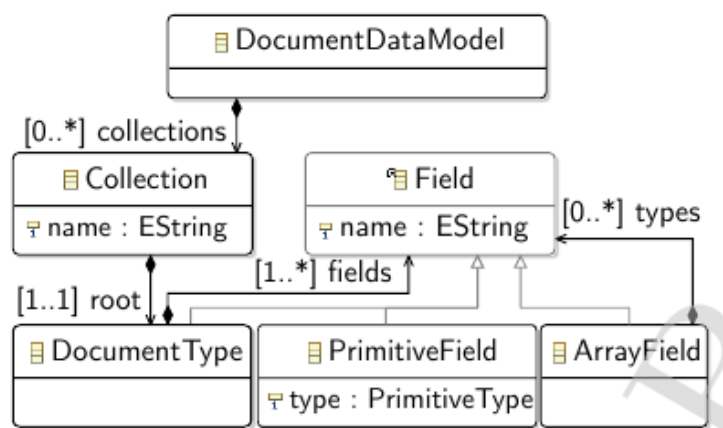 DocumentDataModel
[0..*] collections
Collection
Field
name : EString
name : EString
[0..*] types
[1..1] root
[1..*] fields
DocumentType
PrimitiveField
ArrayField
type : PrimitiveType